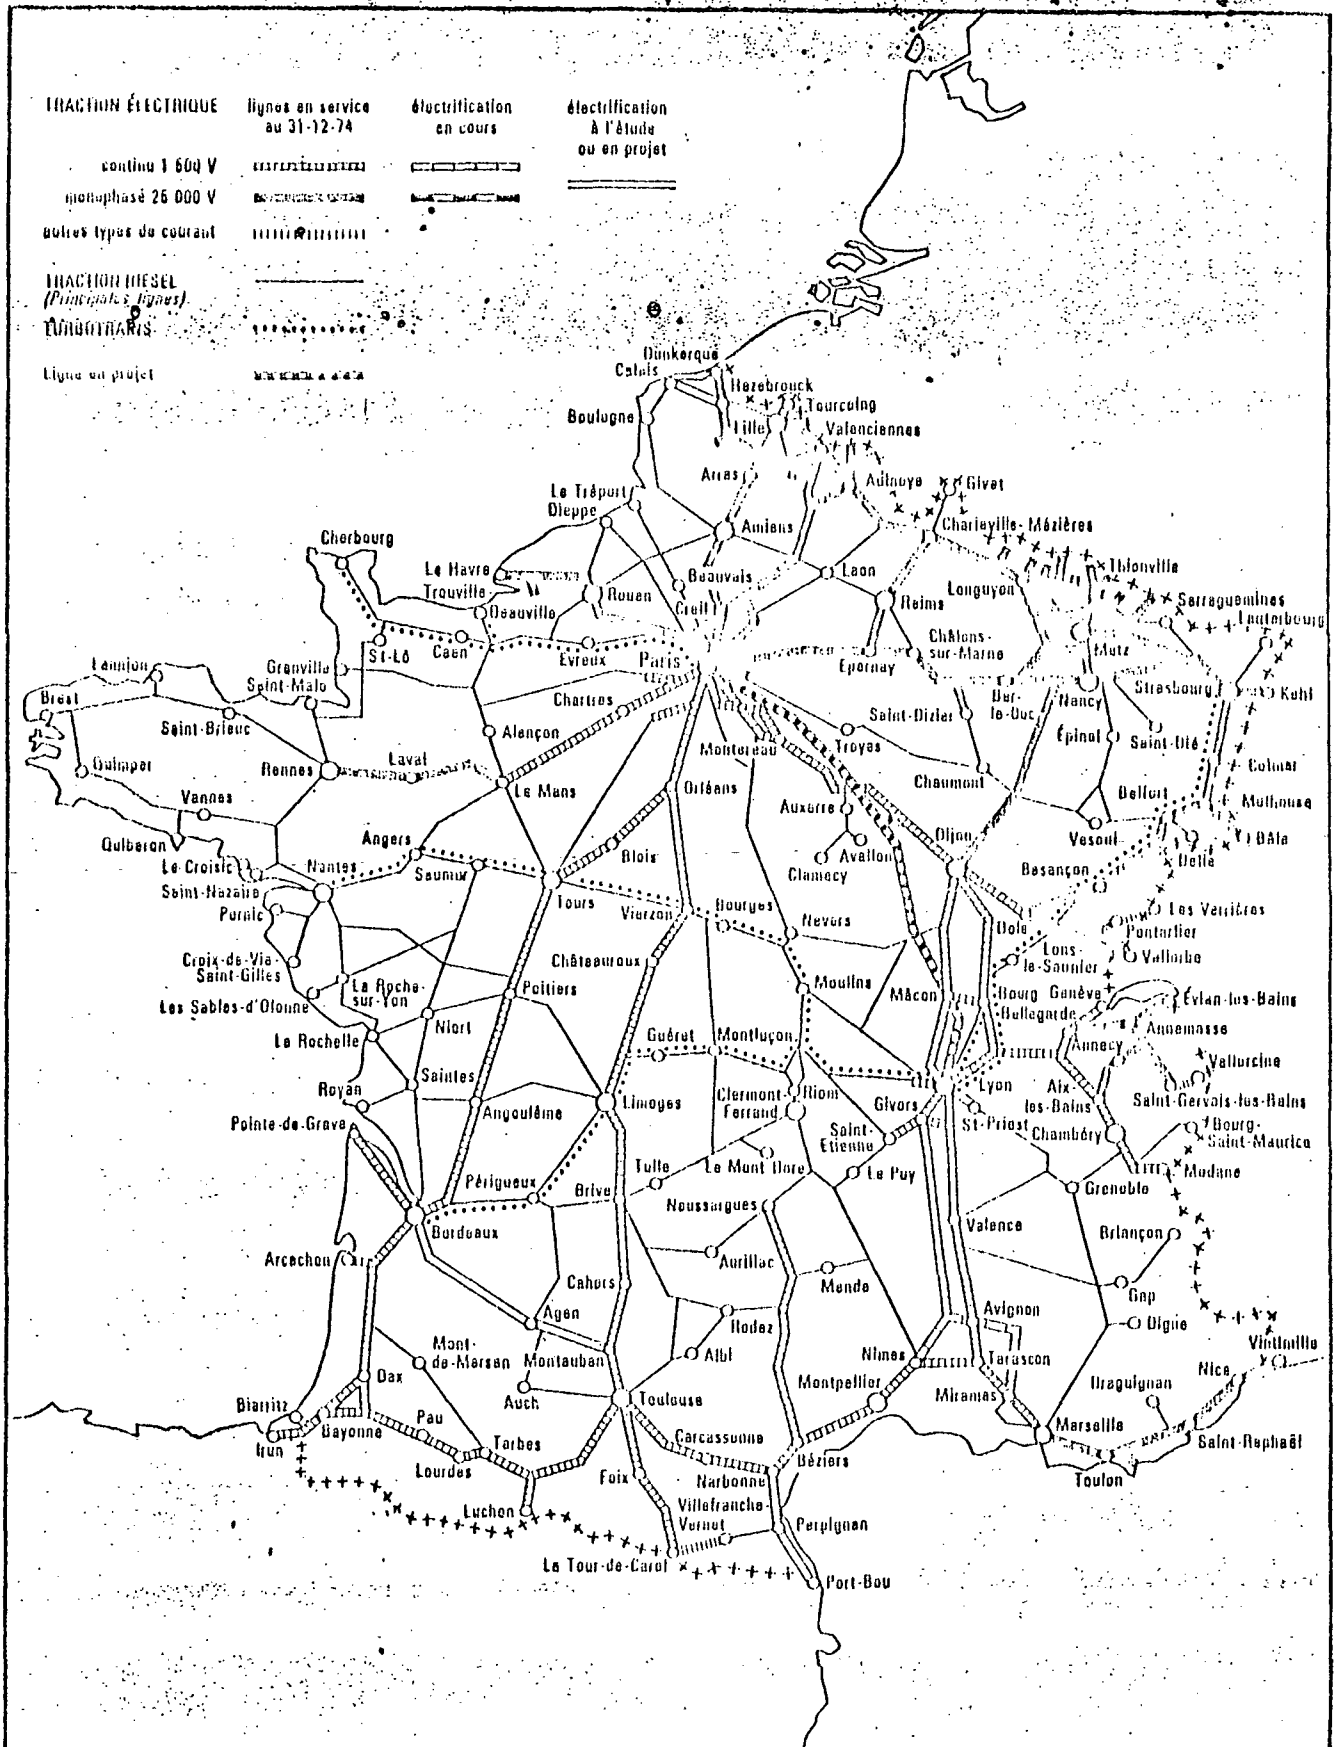 TRACTION ÉLECTRIQUE
lignes en service
au 31-12-74
électrification
en cours
électrification
à l'étude
ou en projet
continu 1 500 V
monophasé 25 000 V
autres types de courant
TRACTION DIESEL
(Principales lignes)
TURBOTRAINS
Ligne en projet
Dunkerque
Calais
Hazebrouck
Tourcoing
Boulogne
Lille
Valenciennes
Arras
Aulnoye
Givet
Le Tréport
Dieppe
Amiens
Charleville-Mézières
Cherbourg
Le Havre
Trouville
Deauville
Rouen
Beauvais
Creil
Laon
Longuyon
Thionville
Reims
Sarreguemines
Lauterbourg
St-Lô
Caen
Evreux
Paris
Epernay
Châlons-
sur-Marne
Metz
Lannion
Granville
Saint-Malo
Chartres
Bar-
le-Duc
Nancy
Strasbourg
Kehl
Brest
Saint-Brieuc
Alençon
Montereau
Troyes
Saint-Dizier
Épinal
Saint-Dié
Quimper
Rennes
Laval
Le Mans
Orléans
Chaumont
Colmar
Vannes
Auxerre
Belfort
Mulhouse
Quiberon
Angers
Blois
Avallon
Clamecy
Dijon
Vesoul
Delle
Bâle
Le Croisic
Saint-Nazaire
Nantes
Saumur
Besançon
Pornic
Tours
Vierzon
Bourges
Nevers
Dole
Les Verrières
Pontarlier
Vallorbe
Croix-de-Vie-
Saint-Gilles
La Roche-
sur-Yon
Châteauroux
Lons-
le-Saunier
Les Sables-d'Olonne
Poitiers
Moulins
Mâcon
Bourg
Genève
Bellegarde
Évian-les-Bains
Niort
Annemasse
La Rochelle
Guéret
Montluçon
Annecy
Vallorcine
Royan
Saintes
Angoulême
Limoges
Clermont-
Ferrand
Riom
Givors
Lyon
St-Priest
Aix-
les-Bains
Saint-Gervais-les-Bains
Pointe-de-Grave
Saint-
Etienne
Chambéry
Bourg-
Saint-Maurice
Périgueux
Tulle
Le Mont Dore
Le Puy
Modane
Brive
Neussargues
Grenoble
Bordeaux
Valence
Briançon
Arcachon
Aurillac
Cahors
Mende
Gap
Agen
Rodez
Avignon
Digne
Mont-
de-Marsan
Montauban
Albi
Nîmes
Tarascon
Vintimille
Dax
Nice
Biarritz
Bayonne
Auch
Toulouse
Montpellier
Miramas
Draguignan
Irun
Pau
Tarbes
Carcassonne
Marseille
Saint-Raphaël
Lourdes
Foix
Narbonne
Béziers
Toulon
Luchon
Villefranche-
Vernet
Perpignan
La Tour-de-Carol
Port-Bou